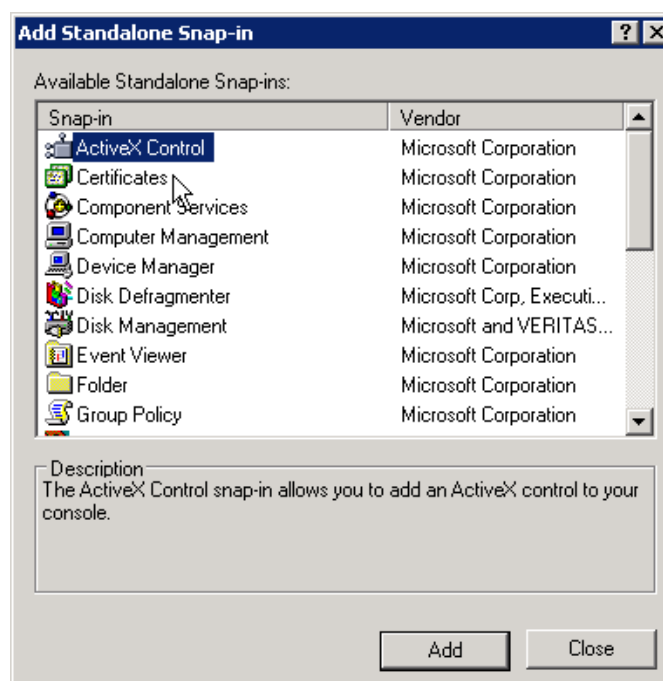 Add Standalone Snap-in
Available Standalone Snap-ins:
Snap-in Vendor
ActiveX Control Microsoft Corporation
Certificates Microsoft Corporation
Component Services Microsoft Corporation
Computer Management Microsoft Corporation
Device Manager Microsoft Corporation
Disk Defragmenter Microsoft Corp, Executi...
Disk Management Microsoft and VERITAS...
Event Viewer Microsoft Corporation
Folder Microsoft Corporation
Group Policy Microsoft Corporation
Description
The ActiveX Control snap-in allows you to add an ActiveX control to your
console.
Add Close